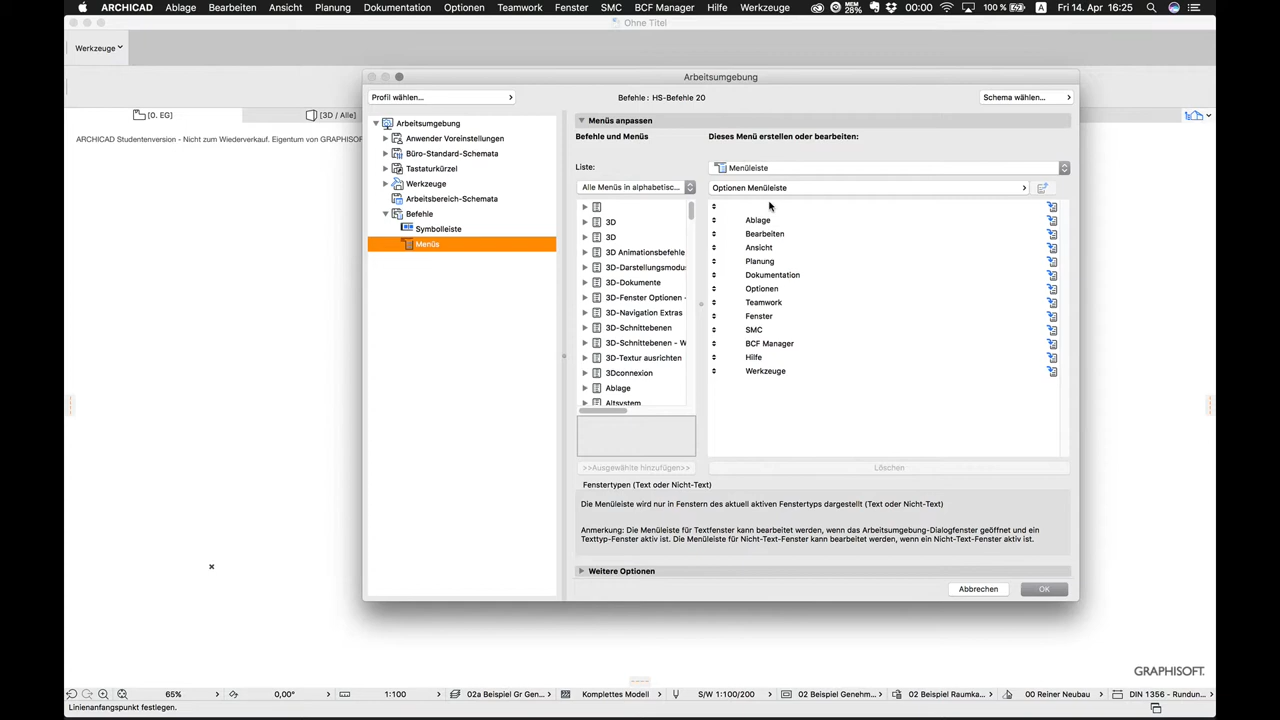 ARCHICAD Ablage Bearbeiten Ansicht Planung Dokumentation Optionen Teamwork Fenster SMC BCF Manager Hilfe Werkzeuge MEM 28% 00:00 100 % A Fri 14. Apr 16:25
Ohne Titel
Werkzeuge
Arbeitsumgebung
Profil wählen...
Befehle : HS-Befehle 20
Schema wählen...
[0. EG]
[3D / Alle]
ARCHICAD Studentenversion - Nicht zum Wiederverkauf. Eigentum von GRAPHISOF
Arbeitsumgebung
Anwender Voreinstellungen
Büro-Standard-Schemata
Tastaturkürzel
Werkzeuge
Arbeitsbereich-Schemata
Befehle
Symbolleiste
Menüs
Menüs anpassen
Befehle und Menüs
Liste:
Alle Menüs in alphabetisc...
3D
3D
3D Animationsbefehle
3D-Darstellungsmodus
3D-Dokumente
3D-Fenster Optionen -
3D-Navigation Extras
3D-Schnittebenen
3D-Schnittebenen - W
3D-Textur ausrichten
3Dconnexion
Ablage
Altsystem
>>Ausgewählte hinzufügen>>
Dieses Menü erstellen oder bearbeiten:
Menüleiste
Optionen Menüleiste
Ablage
Bearbeiten
Ansicht
Planung
Dokumentation
Optionen
Teamwork
Fenster
SMC
BCF Manager
Hilfe
Werkzeuge
Löschen
Fenstertypen (Text oder Nicht-Text)
Die Menüleiste wird nur in Fenstern des aktuell aktiven Fenstertyps dargestellt (Text oder Nicht-Text)
Anmerkung: Die Menüleiste für Textfenster kann bearbeitet werden, wenn das Arbeitsumgebung-Dialogfenster geöffnet und ein
Texttyp-Fenster aktiv ist. Die Menüleiste für Nicht-Text-Fenster kann bearbeitet werden, wenn ein Nicht-Text-Fenster aktiv ist.
Weitere Optionen
Abbrechen
OK
GRAPHISOFT.
65% 0,00° 1:100 02a Beispiel Gr Gen... Komplettes Modell S/W 1:100/200 02 Beispiel Genehm... 02 Beispiel Raumka... 00 Reiner Neubau DIN 1356 - Rundun...
Linienanfangspunkt festlegen.